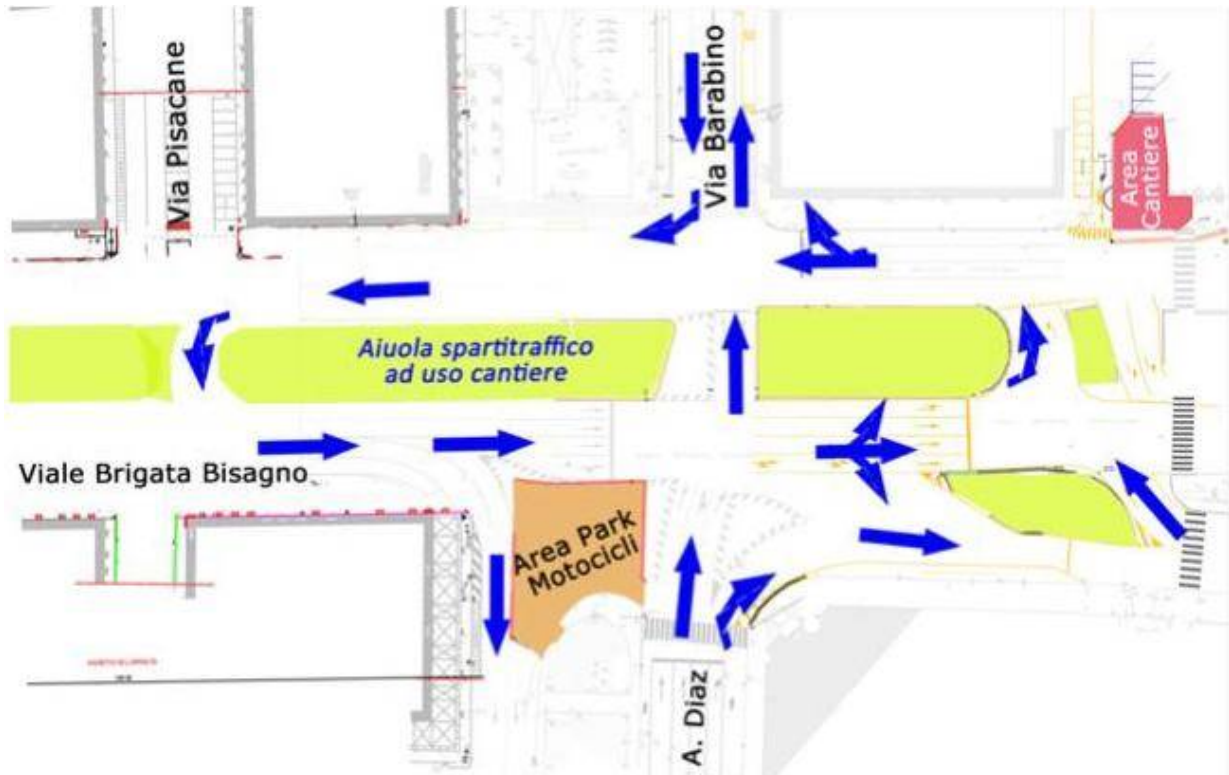 Via Pisacane
Via Barabino
Area
Cantiere
Aiuola spartitraffico
ad uso cantiere
Viale Brigata Bisagno
Area Park
Motocicli
A. Diaz